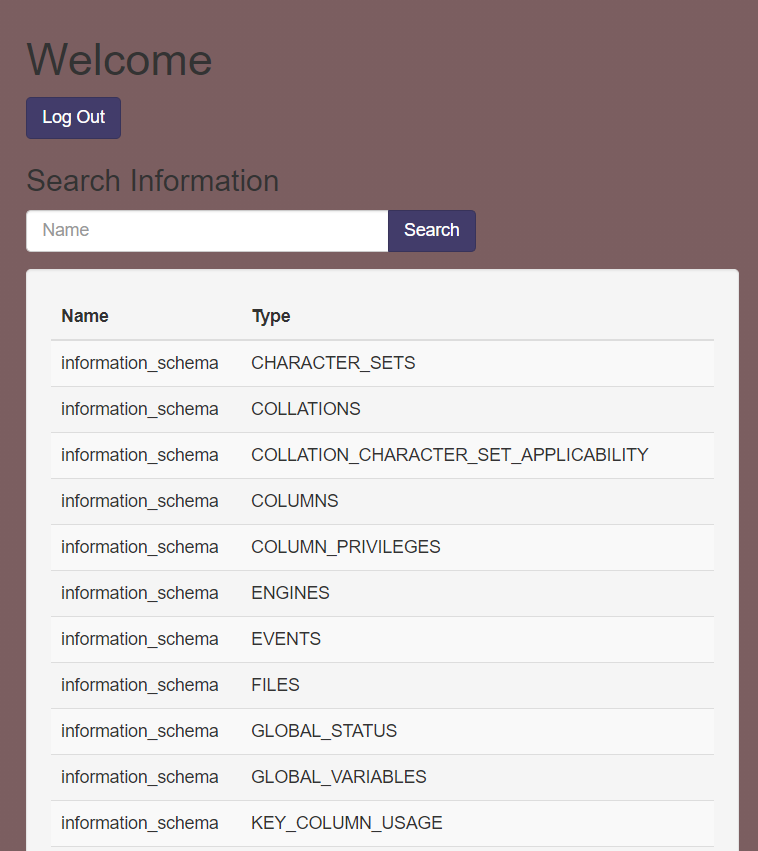 Welcome
Log Out
Search Information
Name Search
Name Type
information_schema CHARACTER_SETS
information_schema COLLATIONS
information_schema COLLATION_CHARACTER_SET_APPLICABILITY
information_schema COLUMNS
information_schema COLUMN_PRIVILEGES
information_schema ENGINES
information_schema EVENTS
information_schema FILES
information_schema GLOBAL_STATUS
information_schema GLOBAL_VARIABLES
information_schema KEY_COLUMN_USAGE